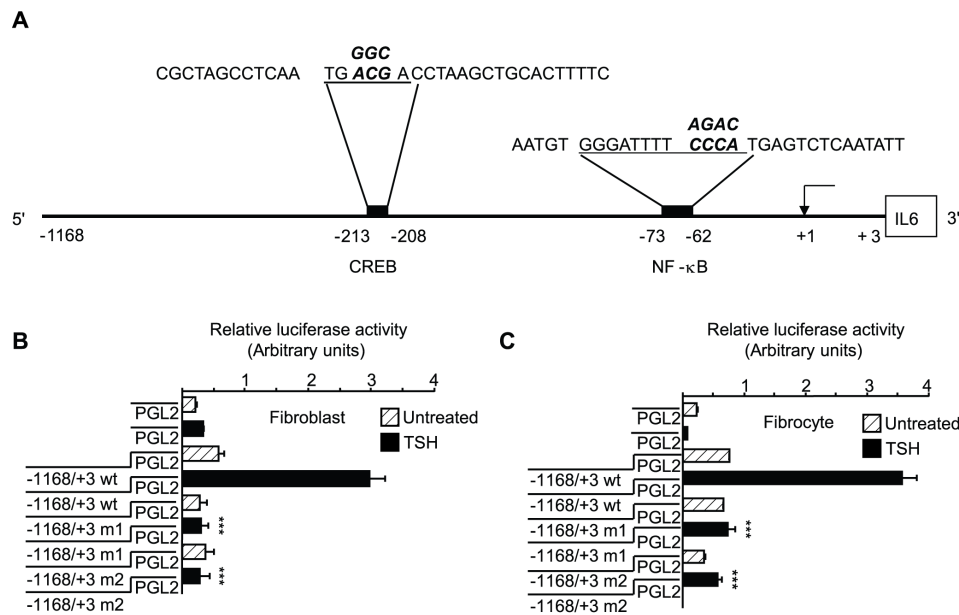 A
GGC
CGCTAGCCTCAA TG ACG ACCTAAGCTGCACTTTTC
AGAC
AATGT GGGATTTT CCCA TGAGTCTCAATATT
5' IL6 3'
-1168 -213 -208 -73 -62 +1 + 3
CREB NF -κB
B
Relative luciferase activity
(Arbitrary units)
1 2 3 4
Fibroblast
Untreated
TSH
PGL2
PGL2
PGL2
-1168/+3 wt PGL2
-1168/+3 wt PGL2
-1168/+3 m1 PGL2
***
-1168/+3 m1 PGL2
-1168/+3 m2 PGL2
***
-1168/+3 m2
C
Relative luciferase activity
(Arbitrary units)
1 2 3 4
Fibrocyte
Untreated
TSH
PGL2
PGL2
PGL2
-1168/+3 wt PGL2
-1168/+3 wt PGL2
-1168/+3 m1 PGL2
***
-1168/+3 m1 PGL2
-1168/+3 m2 PGL2
***
-1168/+3 m2